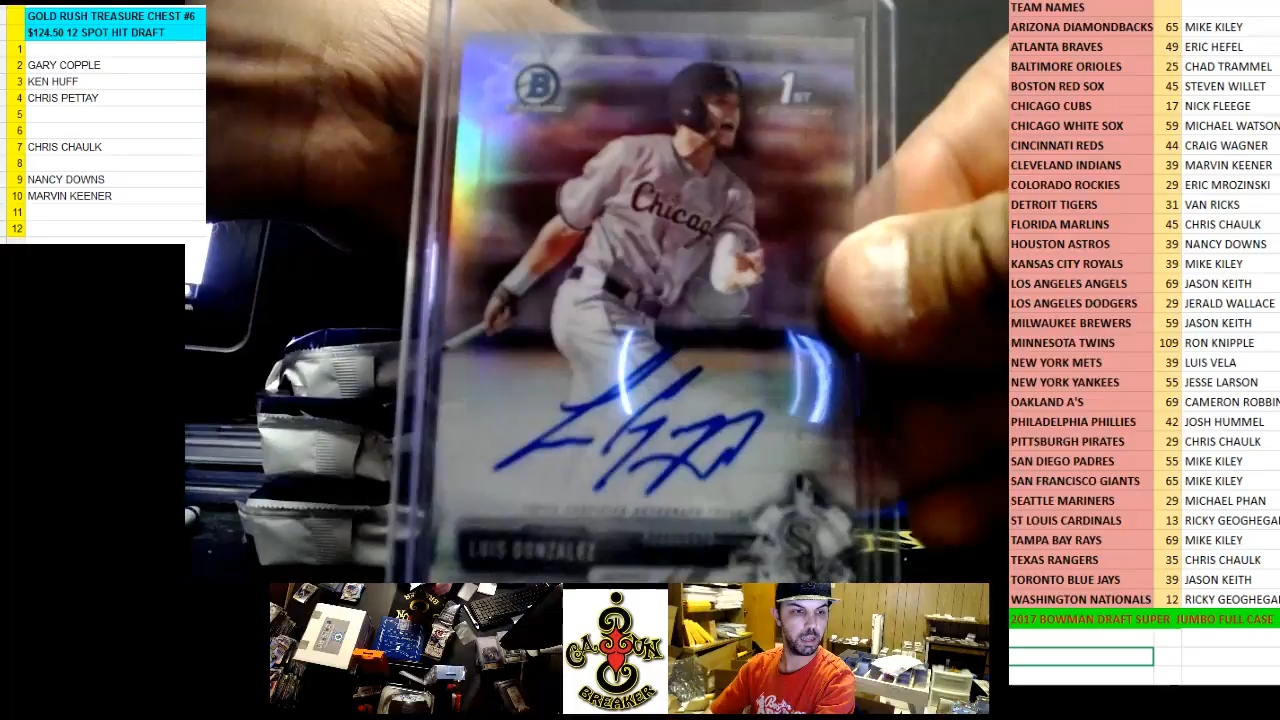 GOLD RUSH TREASURE CHEST #6
$124.50 12 SPOT HIT DRAFT
1
2 GARY COPPLE
3 KEN HUFF
4 CHRIS PETTAY
5
6
7 CHRIS CHAULK
8
9 NANCY DOWNS
10 MARVIN KEENER
11
12
B
1ST
Chicago
LUIS GONZALEZ
CAJUN
BREAKER
TEAM NAMES
ARIZONA DIAMONDBACKS 65 MIKE KILEY
ATLANTA BRAVES 49 ERIC HEFEL
BALTIMORE ORIOLES 25 CHAD TRAMMEL
BOSTON RED SOX 45 STEVEN WILLET
CHICAGO CUBS 17 NICK FLEEGE
CHICAGO WHITE SOX 59 MICHAEL WATSON
CINCINNATI REDS 44 CRAIG WAGNER
CLEVELAND INDIANS 39 MARVIN KEENER
COLORADO ROCKIES 29 ERIC MROZINSKI
DETROIT TIGERS 31 VAN RICKS
FLORIDA MARLINS 45 CHRIS CHAULK
HOUSTON ASTROS 39 NANCY DOWNS
KANSAS CITY ROYALS 39 MIKE KILEY
LOS ANGELES ANGELS 69 JASON KEITH
LOS ANGELES DODGERS 29 JERALD WALLACE
MILWAUKEE BREWERS 59 JASON KEITH
MINNESOTA TWINS 109 RON KNIPPLE
NEW YORK METS 39 LUIS VELA
NEW YORK YANKEES 55 JESSE LARSON
OAKLAND A'S 69 CAMERON ROBBIN
PHILADELPHIA PHILLIES 42 JOSH HUMMEL
PITTSBURGH PIRATES 29 CHRIS CHAULK
SAN DIEGO PADRES 55 MIKE KILEY
SAN FRANCISCO GIANTS 65 MIKE KILEY
SEATTLE MARINERS 29 MICHAEL PHAN
ST LOUIS CARDINALS 13 RICKY GEOGHEGA
TAMPA BAY RAYS 69 MIKE KILEY
TEXAS RANGERS 35 CHRIS CHAULK
TORONTO BLUE JAYS 39 JASON KEITH
WASHINGTON NATIONALS 12 RICKY GEOGHEGA
2017 BOWMAN DRAFT SUPER JUMBO FULL CASE